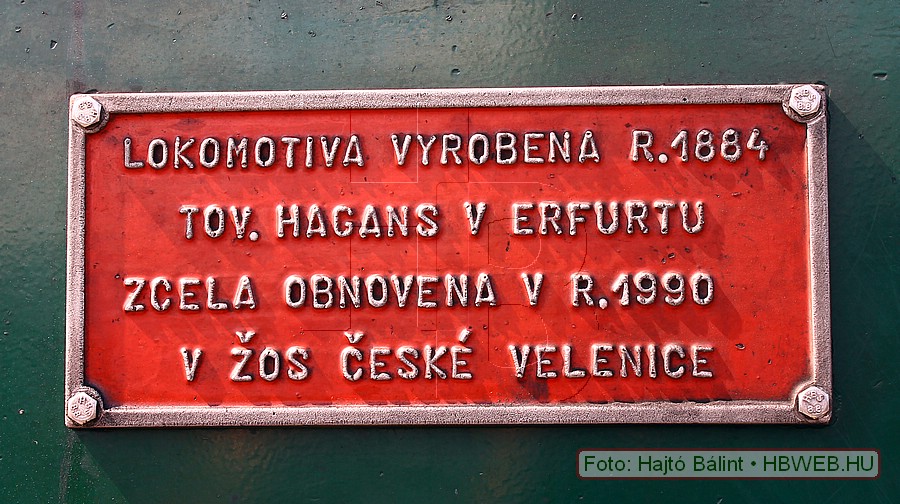 LOKOMOTIVA VYROBENA R.1884
TOV. HAGANS V ERFURTU
ZCELA OBNOVENA V R.1990
V ŽOS ČESKÉ VELENICE
Foto: Hajtó Bálint • HBWEB.HU